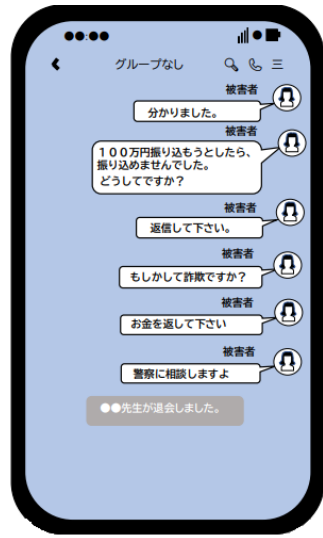 ●●:●●
グループなし
被害者
分かりました。
被害者
１００万円振り込もうとしたら、
振り込めませんでした。
どうしてですか？
被害者
返信して下さい。
被害者
もしかして詐欺ですか？
被害者
お金を返して下さい
被害者
警察に相談しますよ
●●先生が退会しました。